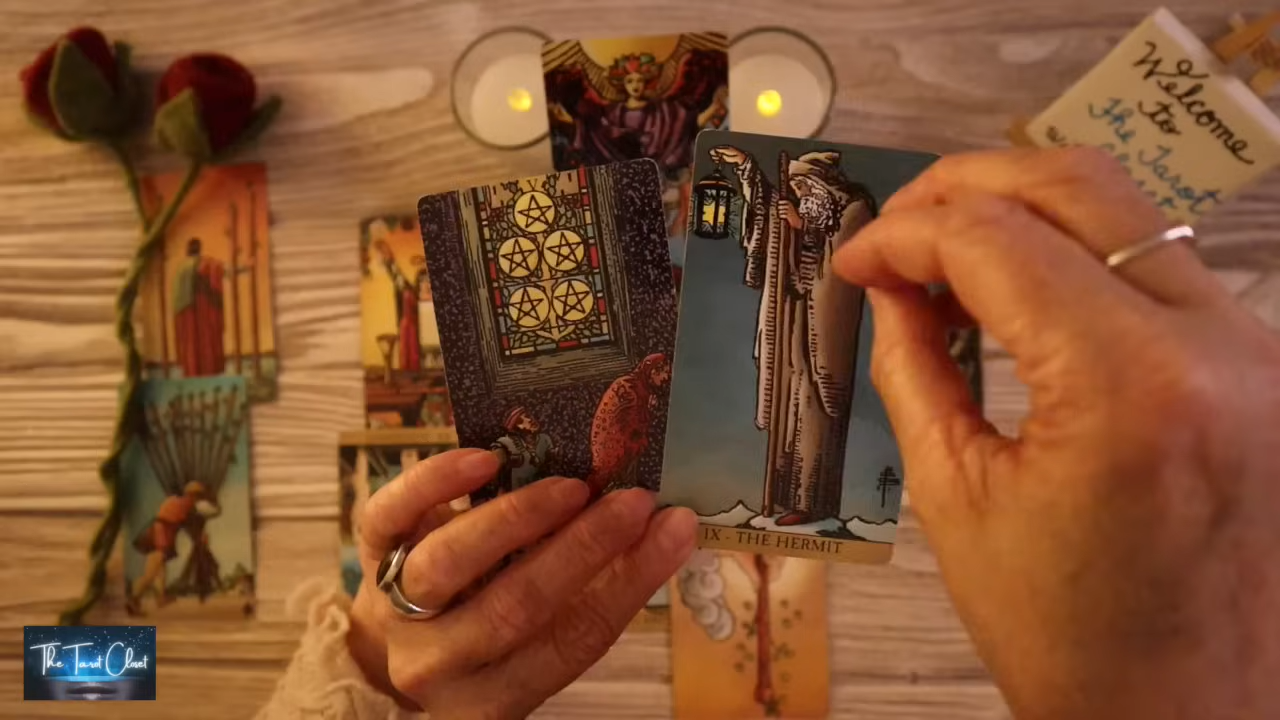 Welcome
to
The Tarot
V
IX - THE HERMIT
The Tarot Closet